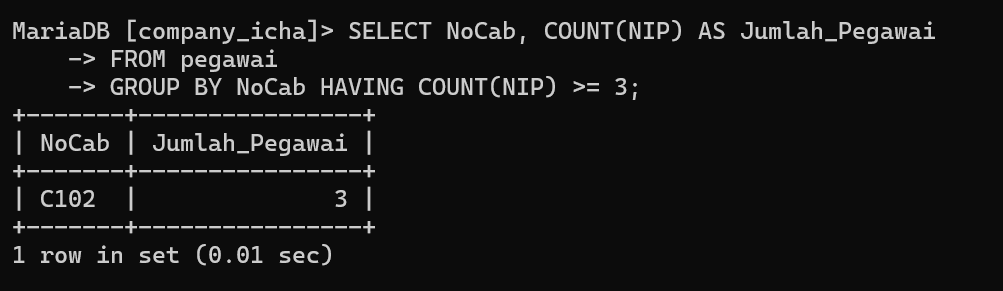 MariaDB [company_icha]> SELECT NoCab, COUNT(NIP) AS Jumlah_Pegawai
    -> FROM pegawai
    -> GROUP BY NoCab HAVING COUNT(NIP) >= 3;
+-------+----------------+
| NoCab | Jumlah_Pegawai |
+-------+----------------+
| C102  |              3 |
+-------+----------------+
1 row in set (0.01 sec)